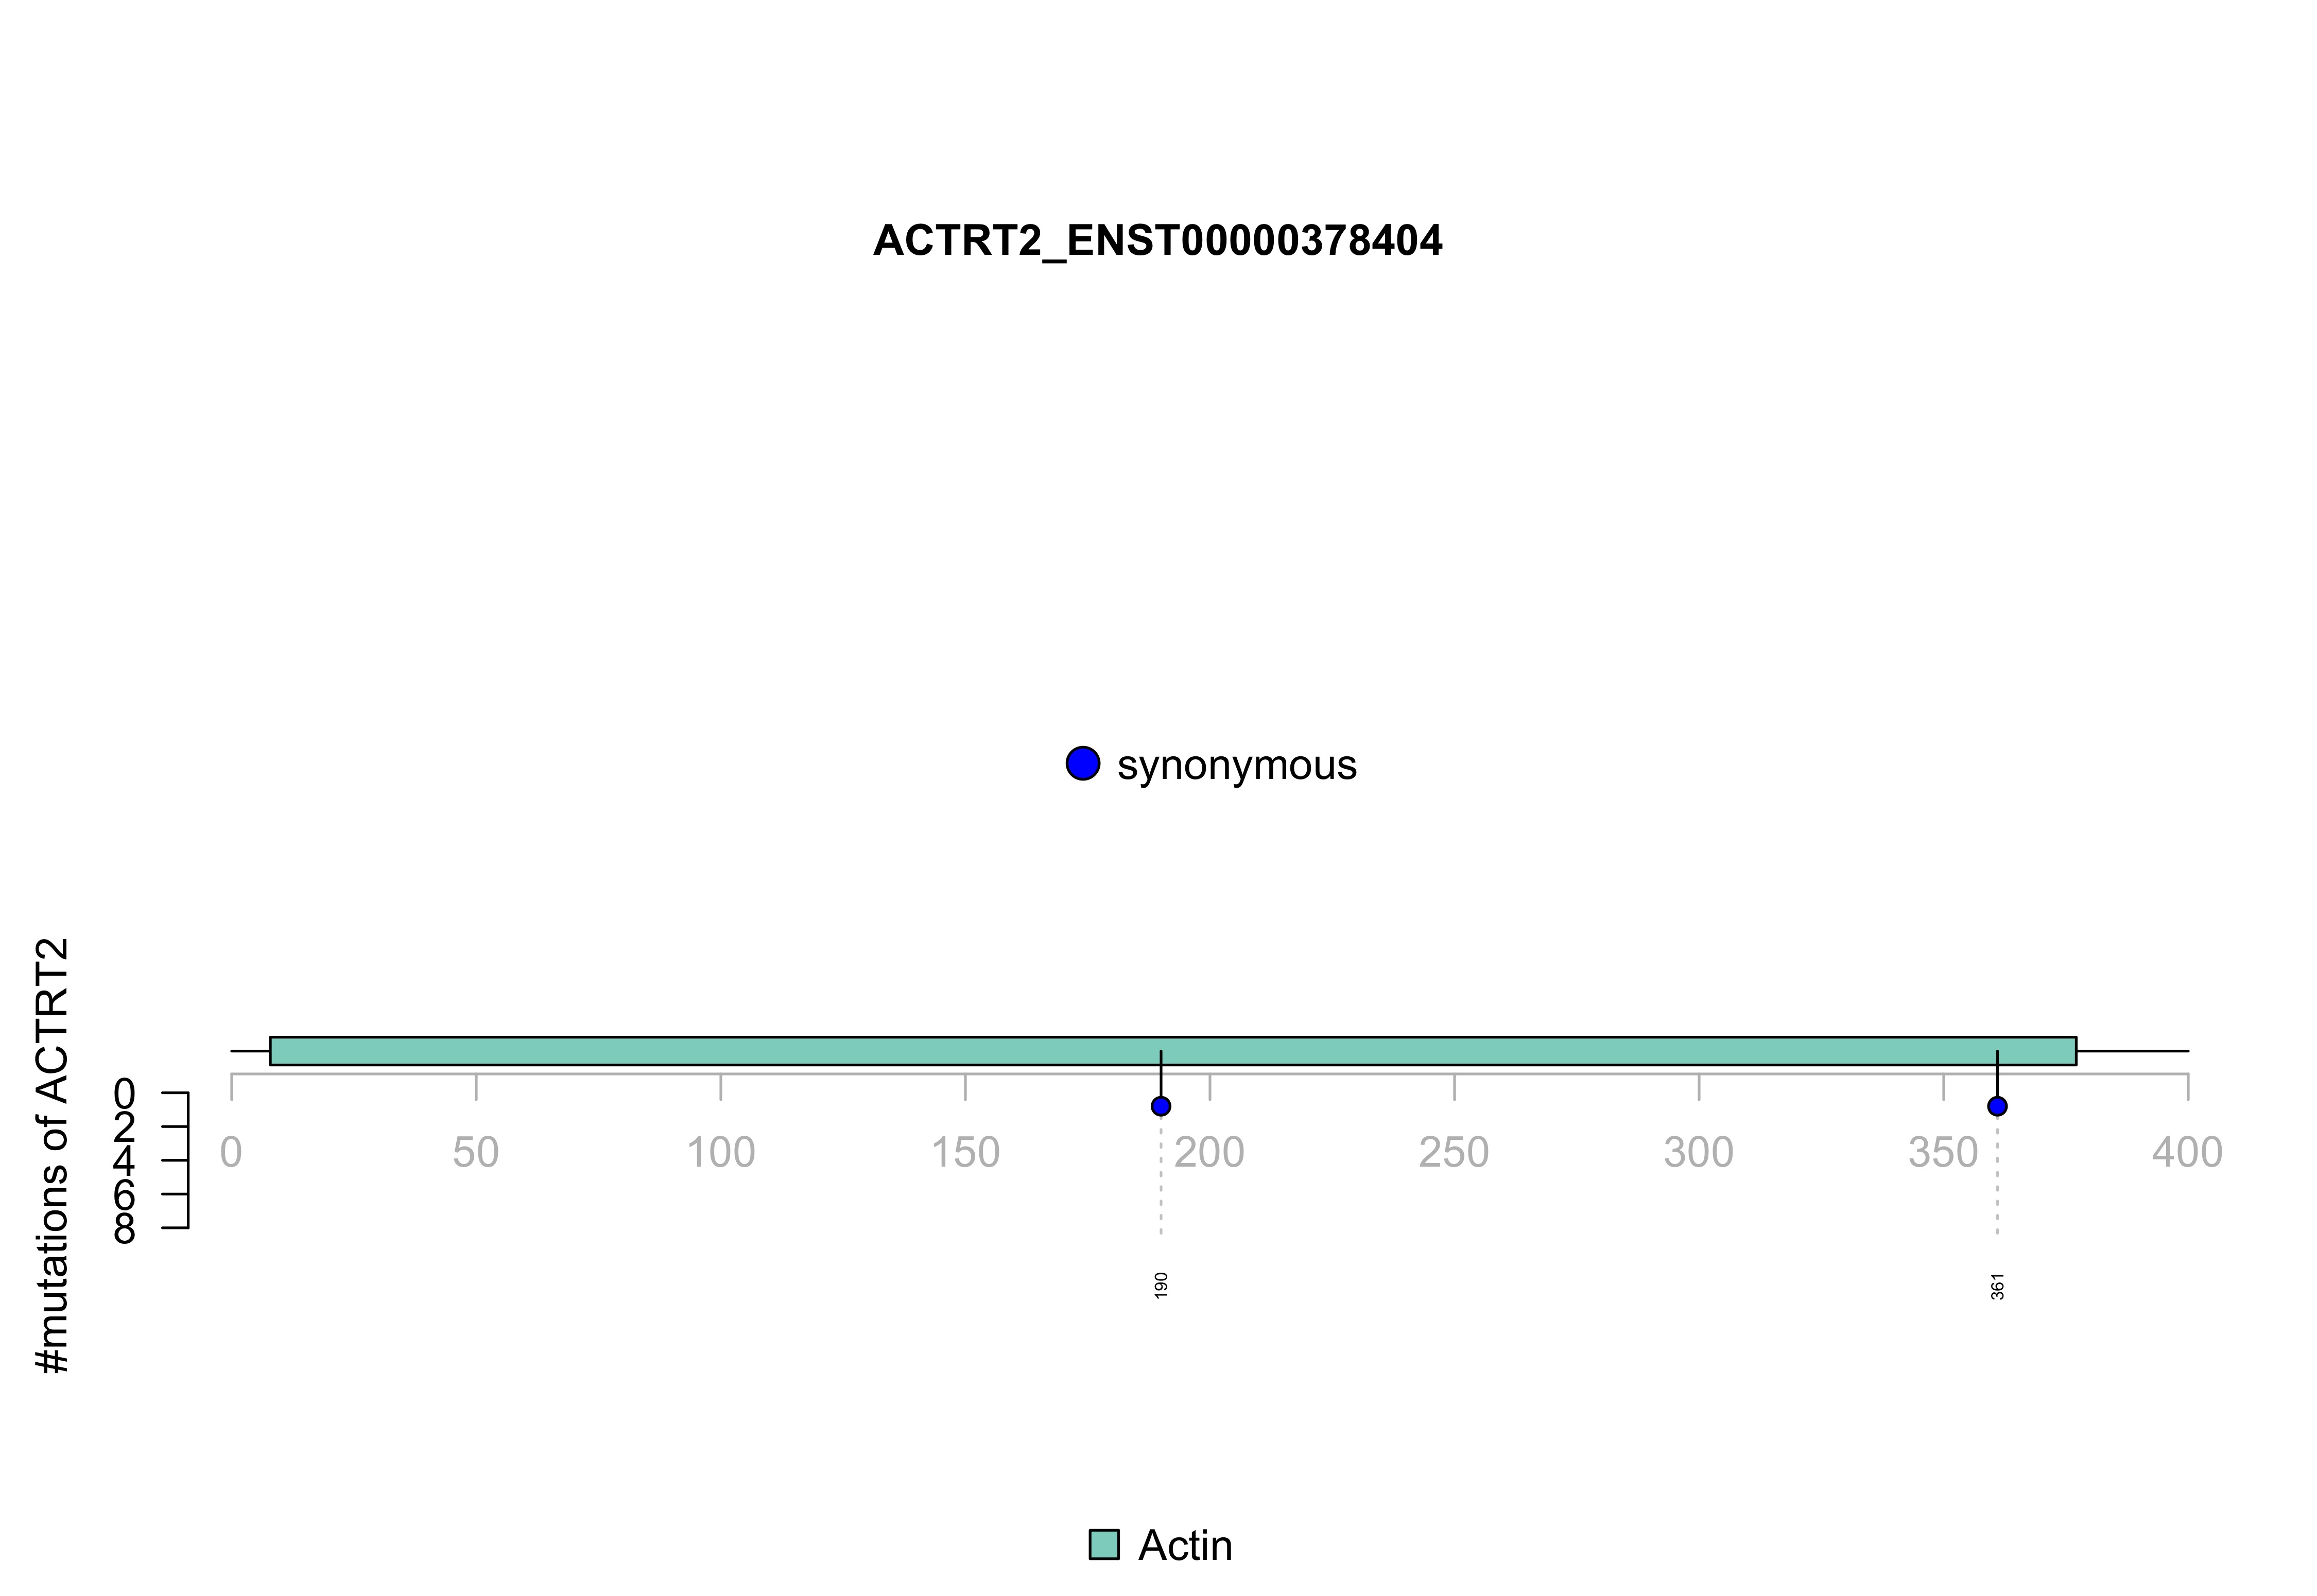 ACTRT2_ENST00000378404
synonymous
#mutations of ACTRT2
0
2
4
6
8
0 50 100 150 200 250 300 350 400
190 361
Actin